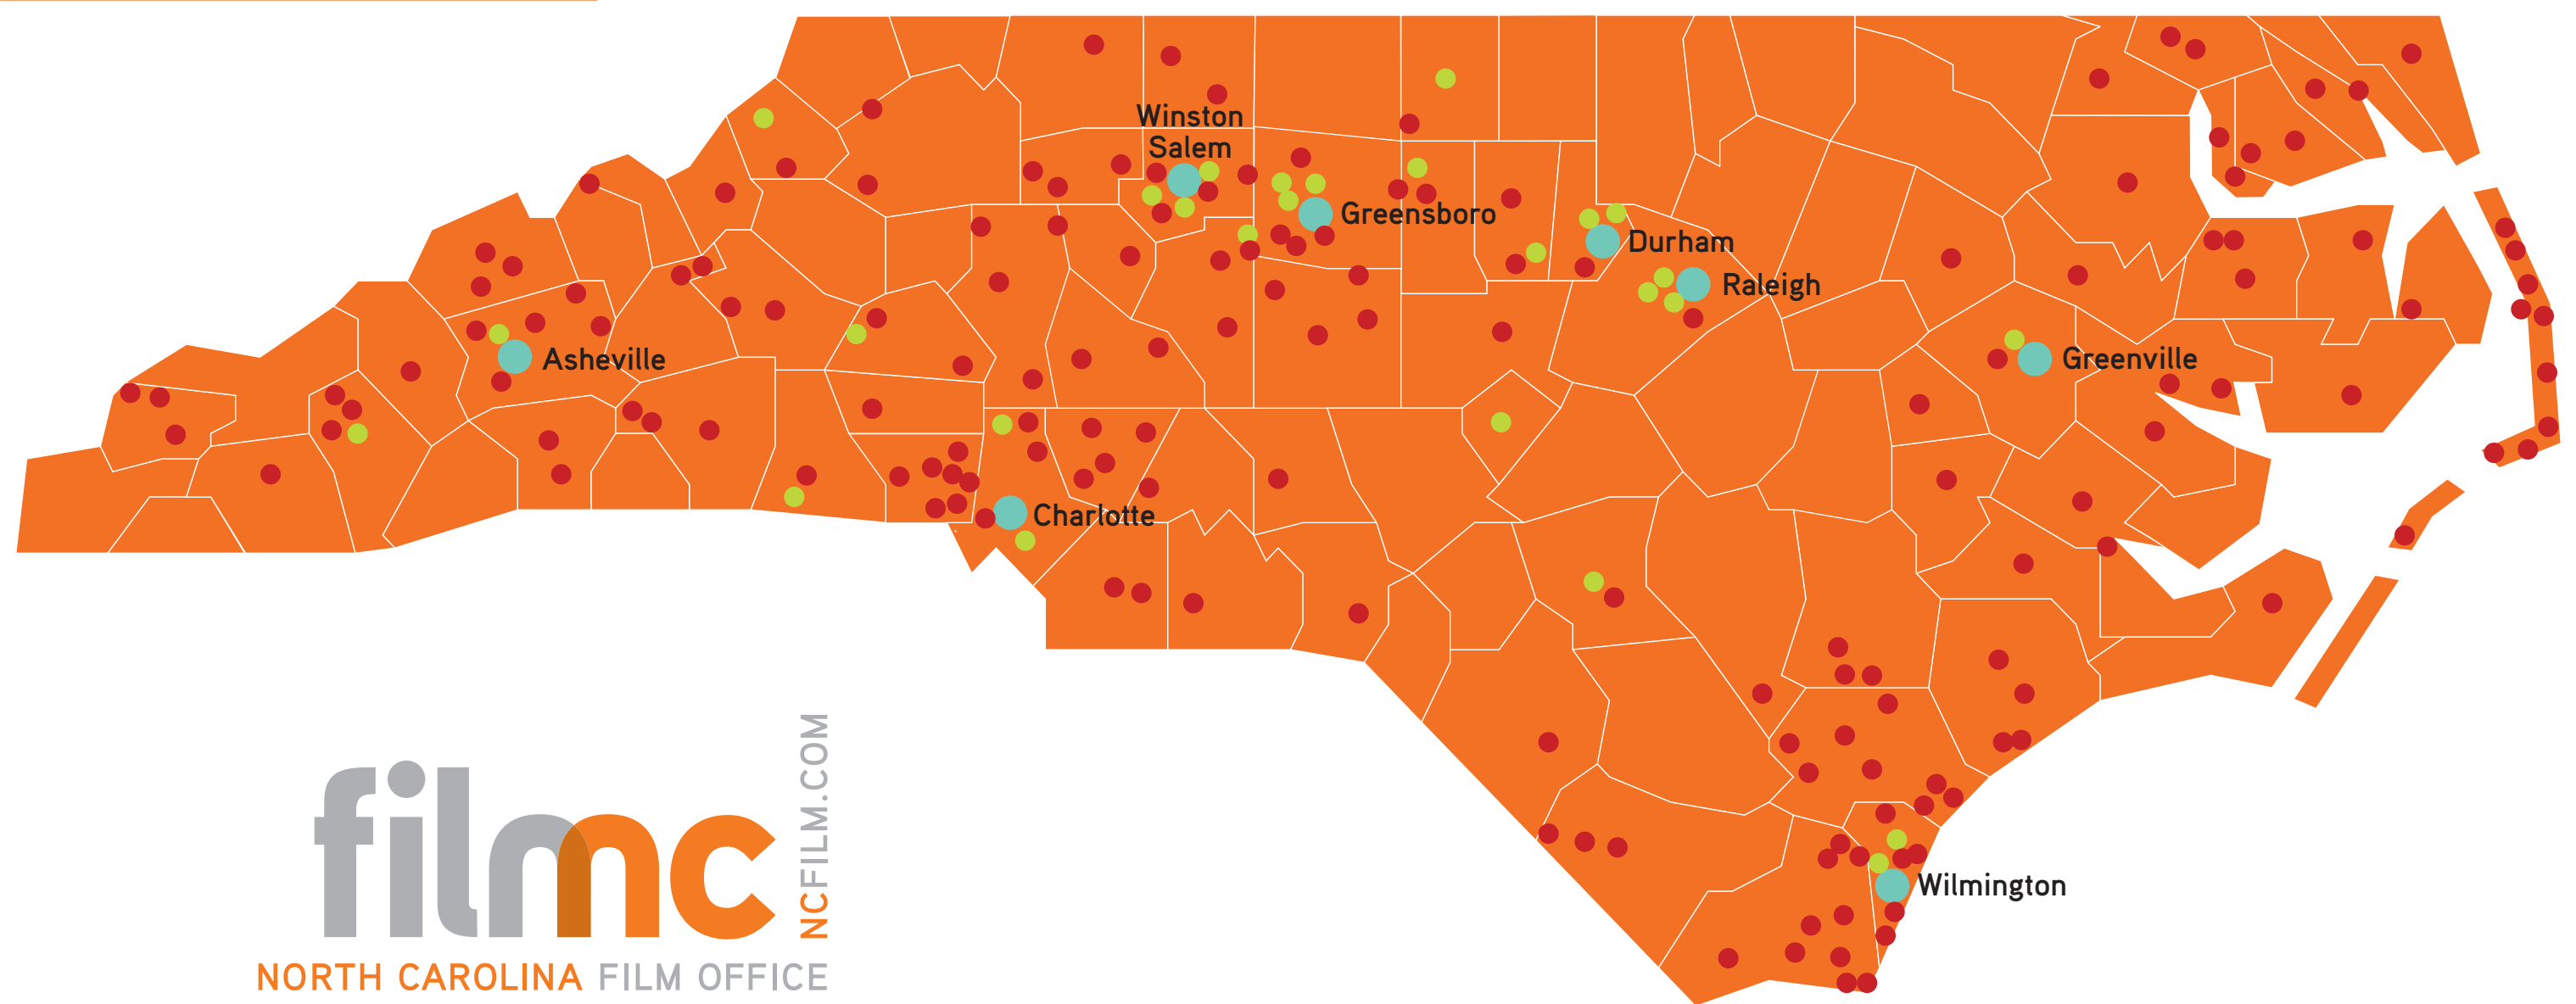 Winston
Salem
Greensboro
Durham
Raleigh
Asheville
Greenville
Charlotte
Wilmington
filmnc
NCFILM.COM
NORTH CAROLINA FILM OFFICE